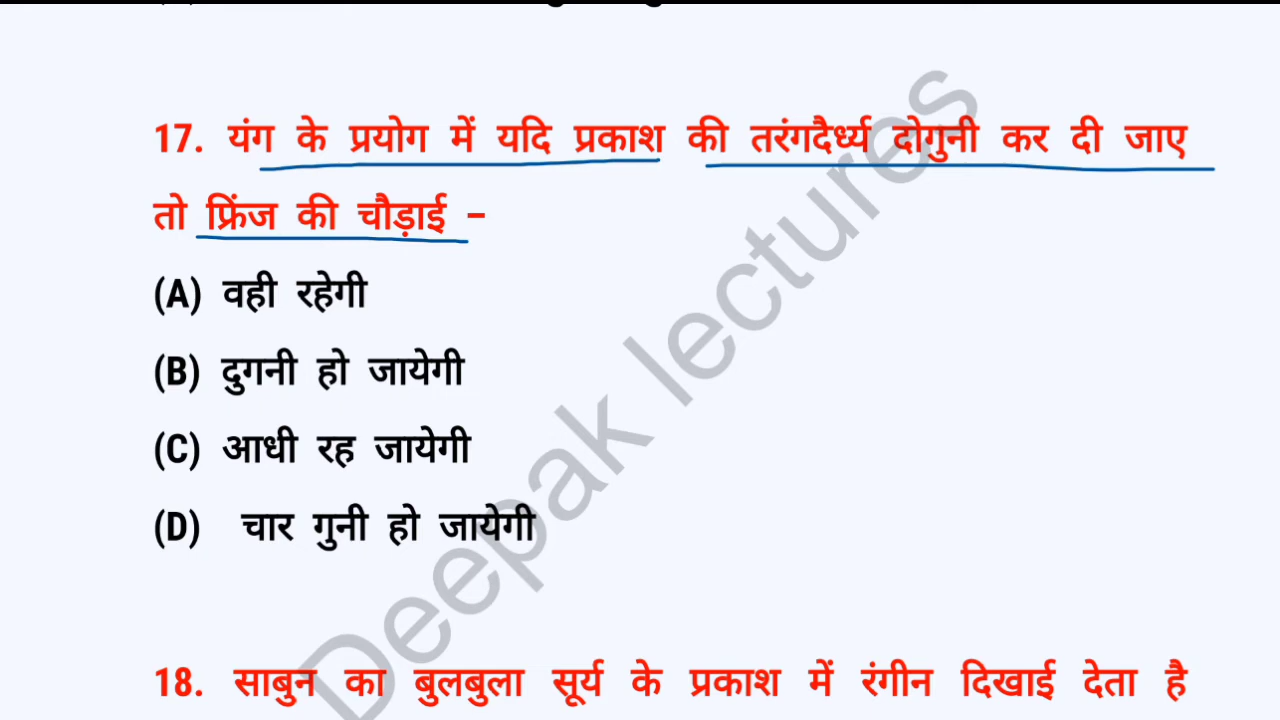 17. यंग के प्रयोग में यदि प्रकाश की तरंगदैर्ध्य दोगुनी कर दी जाए
तो फ्रिंज की चौड़ाई -
(A) वही रहेगी
(B) दुगनी हो जायेगी
(C) आधी रह जायेगी
(D) चार गुनी हो जायेगी
Deepak lectures
18. साबुन का बुलबुला सूर्य के प्रकाश में रंगीन दिखाई देता है